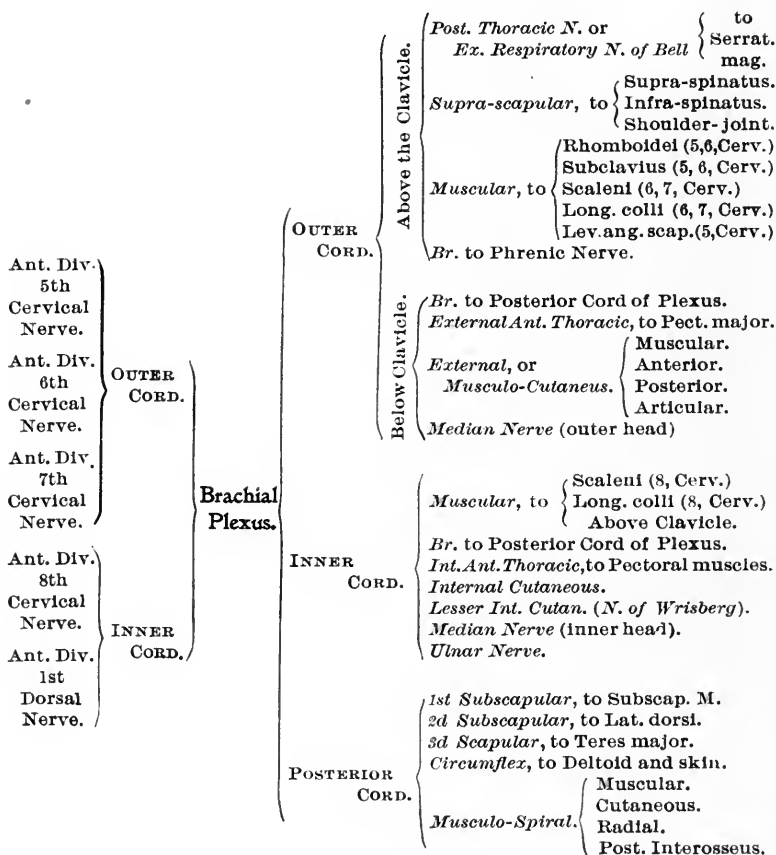 Ant. Div.
5th
Cervical
Nerve.
Ant. Div.
6th
Cervical
Nerve.
Ant. Div.
7th
Cervical
Nerve.
OUTER
CORD.
Ant. Div.
8th
Cervical
Nerve.
Ant. Div.
1st
Dorsal
Nerve.
INNER
CORD.
Brachial
Plexus.
OUTER
CORD.
Above the Clavicle.
Post. Thoracic N. or
Ex. Respiratory N. of Bell
to
Serrat.
mag.
Supra-scapular, to
Supra-spinatus.
Infra-spinatus.
Shoulder-joint.
Muscular, to
Rhomboidei (5,6,Cerv.)
Subclavius (5, 6, Cerv.)
Scaleni (6, 7, Cerv.)
Long. colli (6, 7, Cerv.)
Lev.ang.scap.(5,Cerv.)
Br. to Phrenic Nerve.
Below Clavicle.
Br. to Posterior Cord of Plexus.
External Ant. Thoracic, to Pect. major.
External, or
Musculo-Cutaneus.
Muscular.
Anterior.
Posterior.
Articular.
Median Nerve (outer head)
INNER
CORD.
Muscular, to
Scaleni (8, Cerv.)
Long. colli (8, Cerv.)
Above Clavicle.
Br. to Posterior Cord of Plexus.
Int. Ant. Thoracic, to Pectoral muscles.
Internal Cutaneous.
Lesser Int. Cutan. (N. of Wrisberg).
Median Nerve (inner head).
Ulnar Nerve.
POSTERIOR
CORD.
1st Subscapular, to Subscap. M.
2d Subscapular, to Lat. dorsi.
3d Scapular, to Teres major.
Circumflex, to Deltoid and skin.
Musculo-Spiral.
Muscular.
Cutaneous.
Radial.
Post. Interosseus.